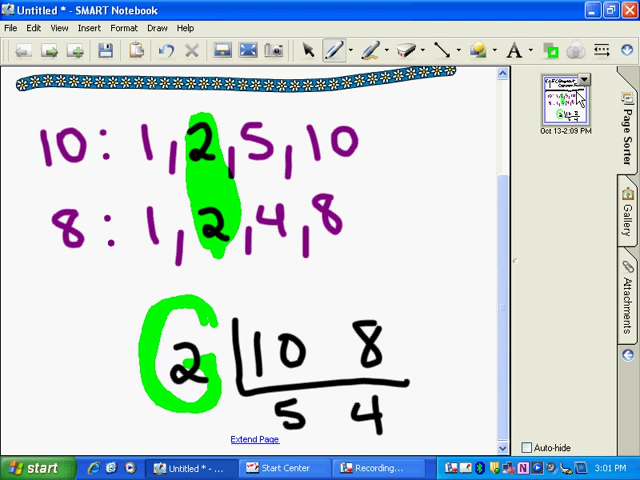 Untitled * - SMART Notebook
File Edit View Insert Format Draw Help
10: 1, 2, 5, 10
8: 1, 2, 4, 8
2 10 8
5 4
Extend Page
Oct 13-2:09 PM
Page Sorter
Gallery
Attachments
Auto-hide
start
Untitled * - ...
Start Center
Recording...
3:01 PM